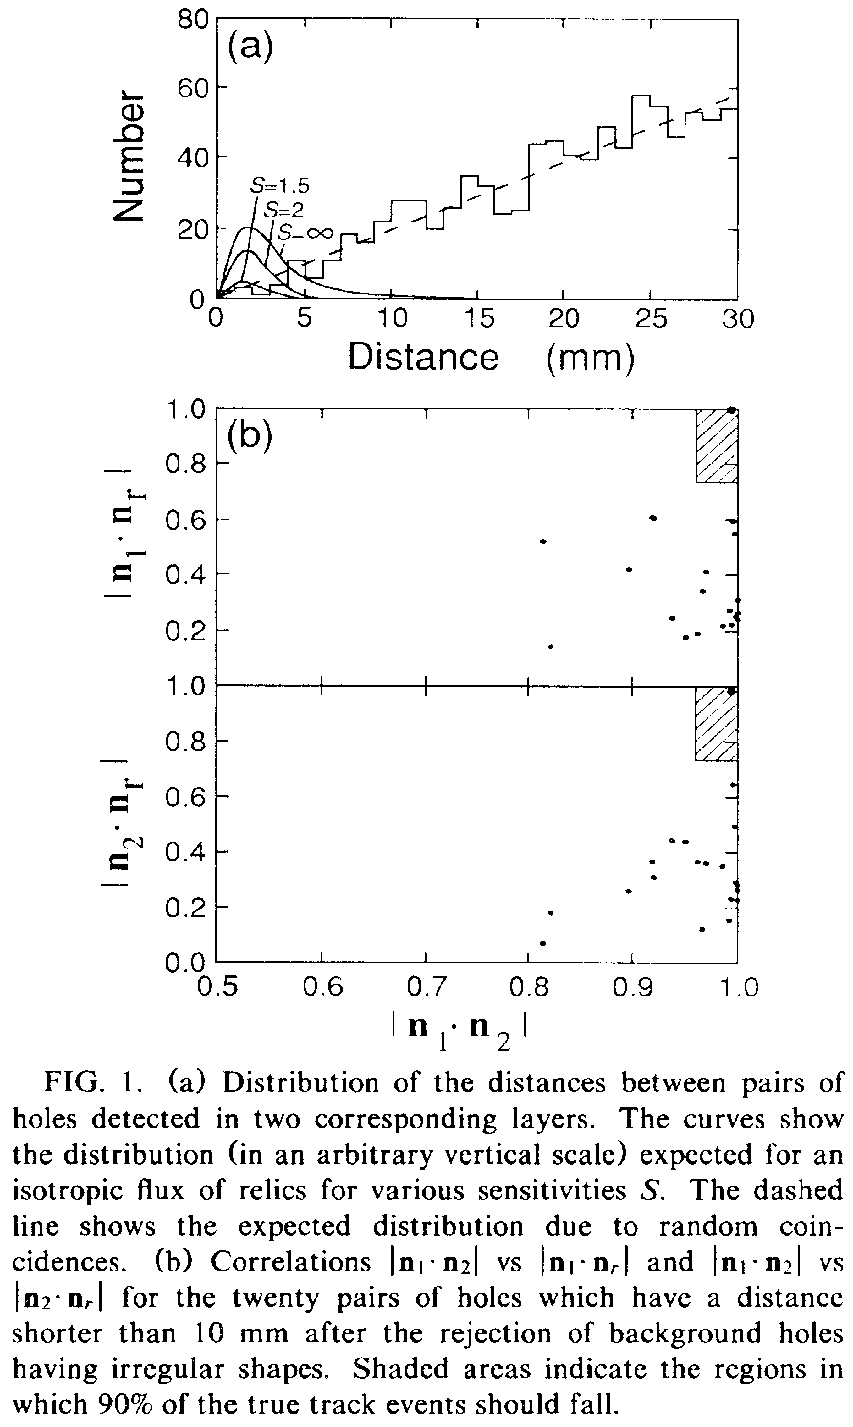 (a)
80
60
40
20
0
Number
S=1.5
S=2
S=∞
0 5 10 15 20 25 30
Distance (mm)
(b)
1.0
0.8
0.6
0.4
0.2
|n1·nr|
1.0
0.8
0.6
0.4
0.2
0.0
|n2·nr|
0.5 0.6 0.7 0.8 0.9 1.0
|n1·n2|
FIG. 1. (a) Distribution of the distances between pairs of
holes detected in two corresponding layers. The curves show
the distribution (in an arbitrary vertical scale) expected for an
isotropic flux of relics for various sensitivities S. The dashed
line shows the expected distribution due to random coin-
cidences. (b) Correlations |n1·n2| vs |n1·nr| and |n1·n2| vs
|n2·nr| for the twenty pairs of holes which have a distance
shorter than 10 mm after the rejection of background holes
having irregular shapes. Shaded areas indicate the regions in
which 90% of the true track events should fall.